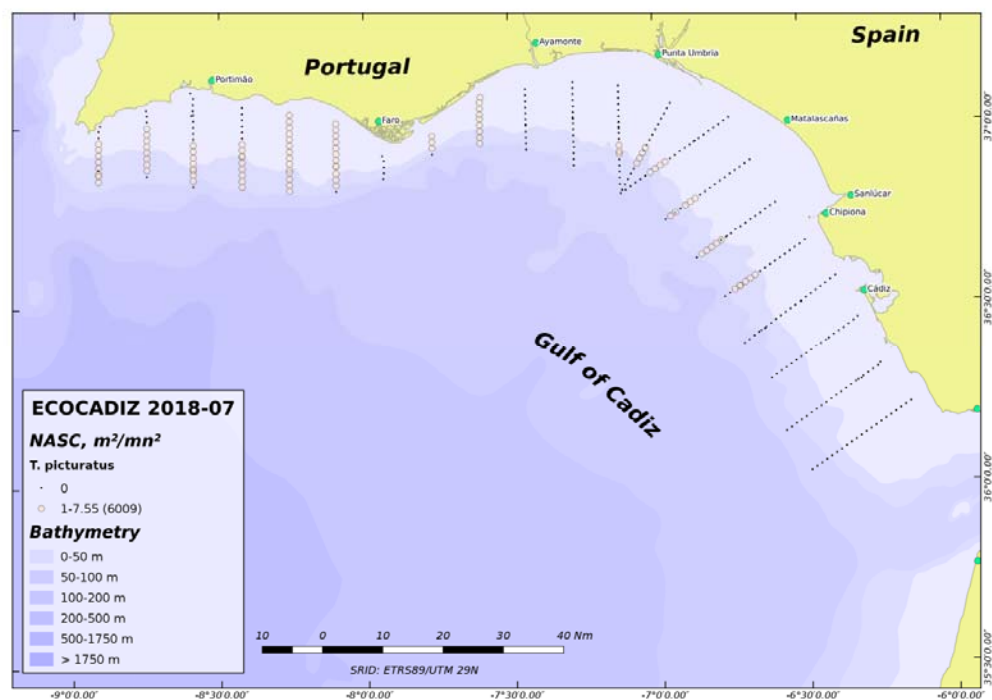 Spain
Ayamonte
Punta Umbria
Portugal
Portimão
Faro
Matalascañas
Sanlúcar
Chipiona
Cádiz
Gulf of Cadiz
ECOCADIZ 2018-07
NASC, m²/mn²
T. picturatus
0
1-7.55 (6009)
Bathymetry
0-50 m
50-100 m
100-200 m
200-500 m
500-1750 m
> 1750 m
10 0 10 20 30 40 Nm
SRID: ETRS89/UTM 29N
37°0'0.00"
36°30'0.00"
36°0'0.00"
35°30'0.00"
-9°0'0.00" -8°30'0.00" -8°0'0.00" -7°30'0.00" -7°0'0.00" -6°30'0.00" -6°0'0.00"